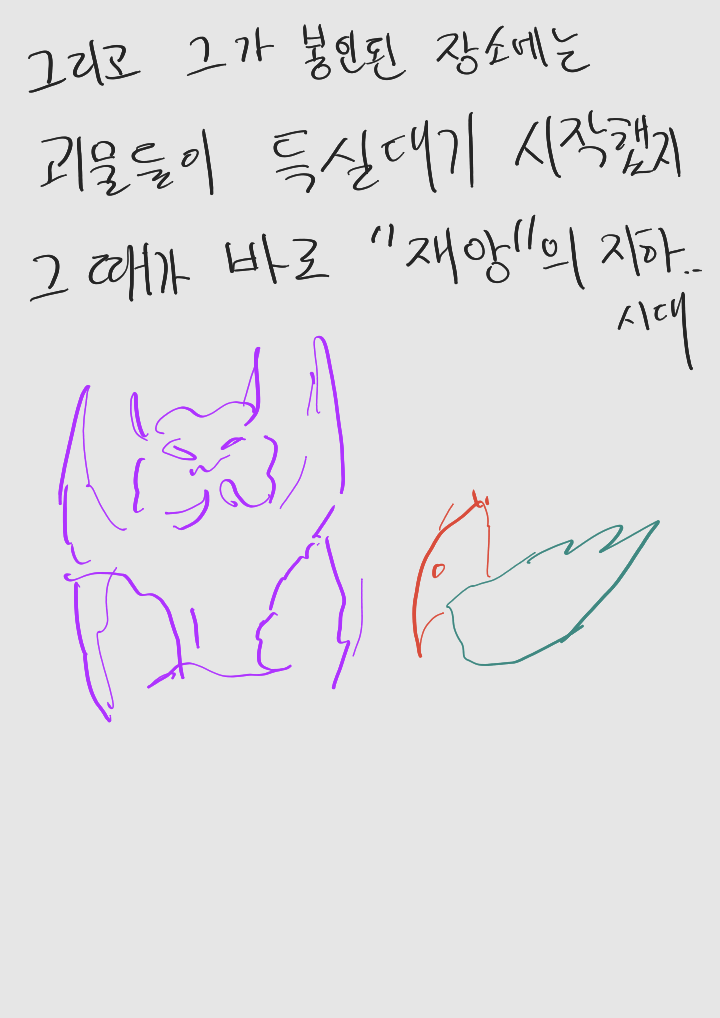 그리고 그가 봉인된 장소에는
괴물들이 득실대기 시작했지
그 때가 바로 "재앙"의 지하..
시대